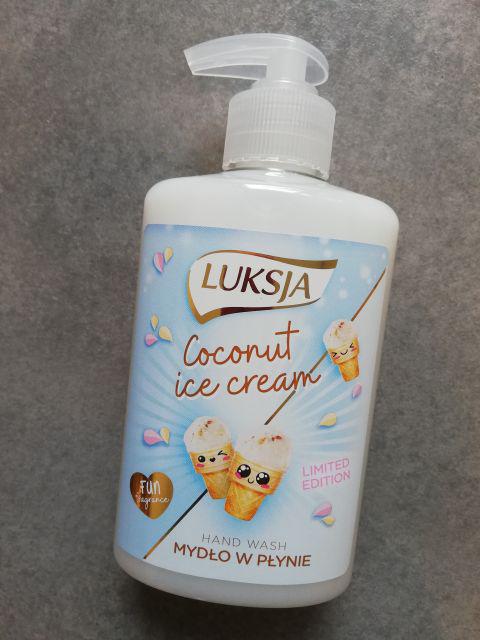 LUKSJA
Coconut
ice cream
LIMITED
EDITION
FUN
fragrance
HAND WASH
MYDŁO W PŁYNIE